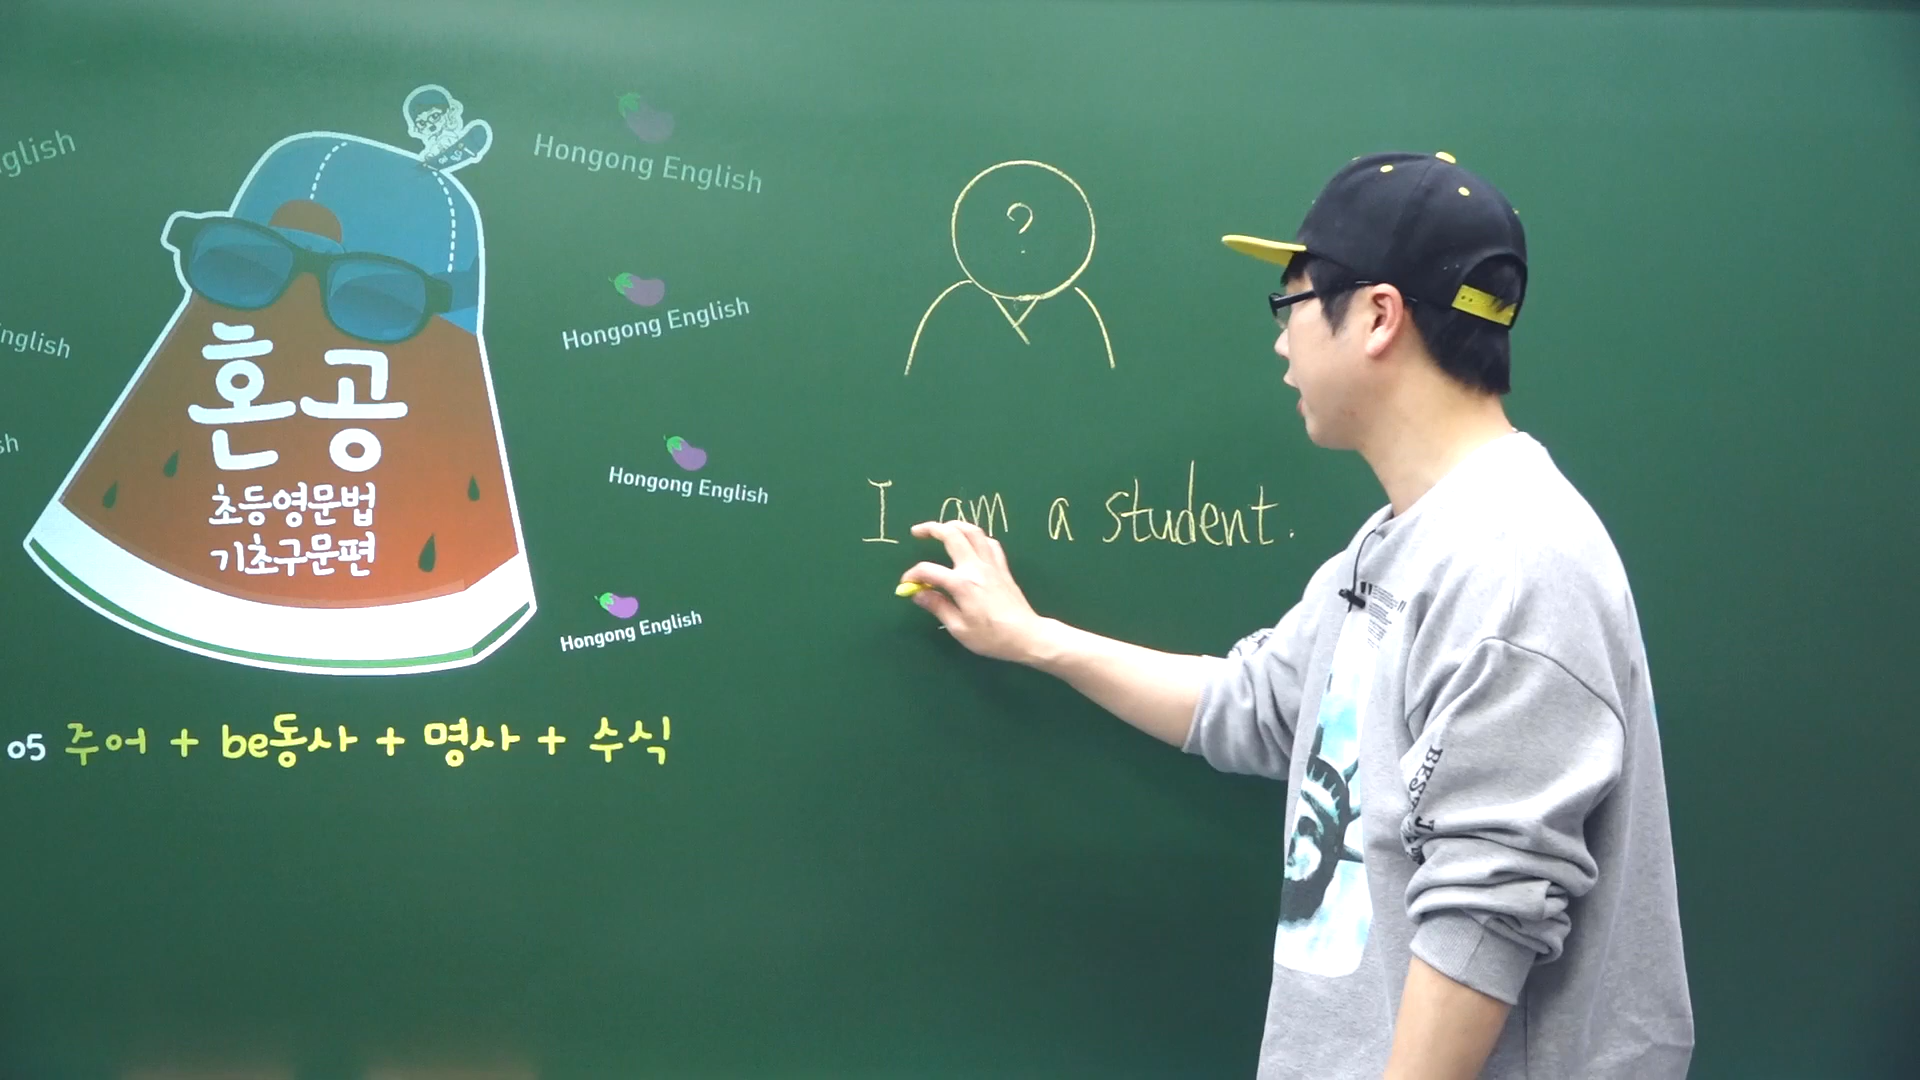 glish
Hongong English
Hongong English
nglish
sh
Hongong English
Hongong English
혼공
초등영문법
기초구문편
05 주어 + be동사 + 명사 + 수식
?
I am a student.